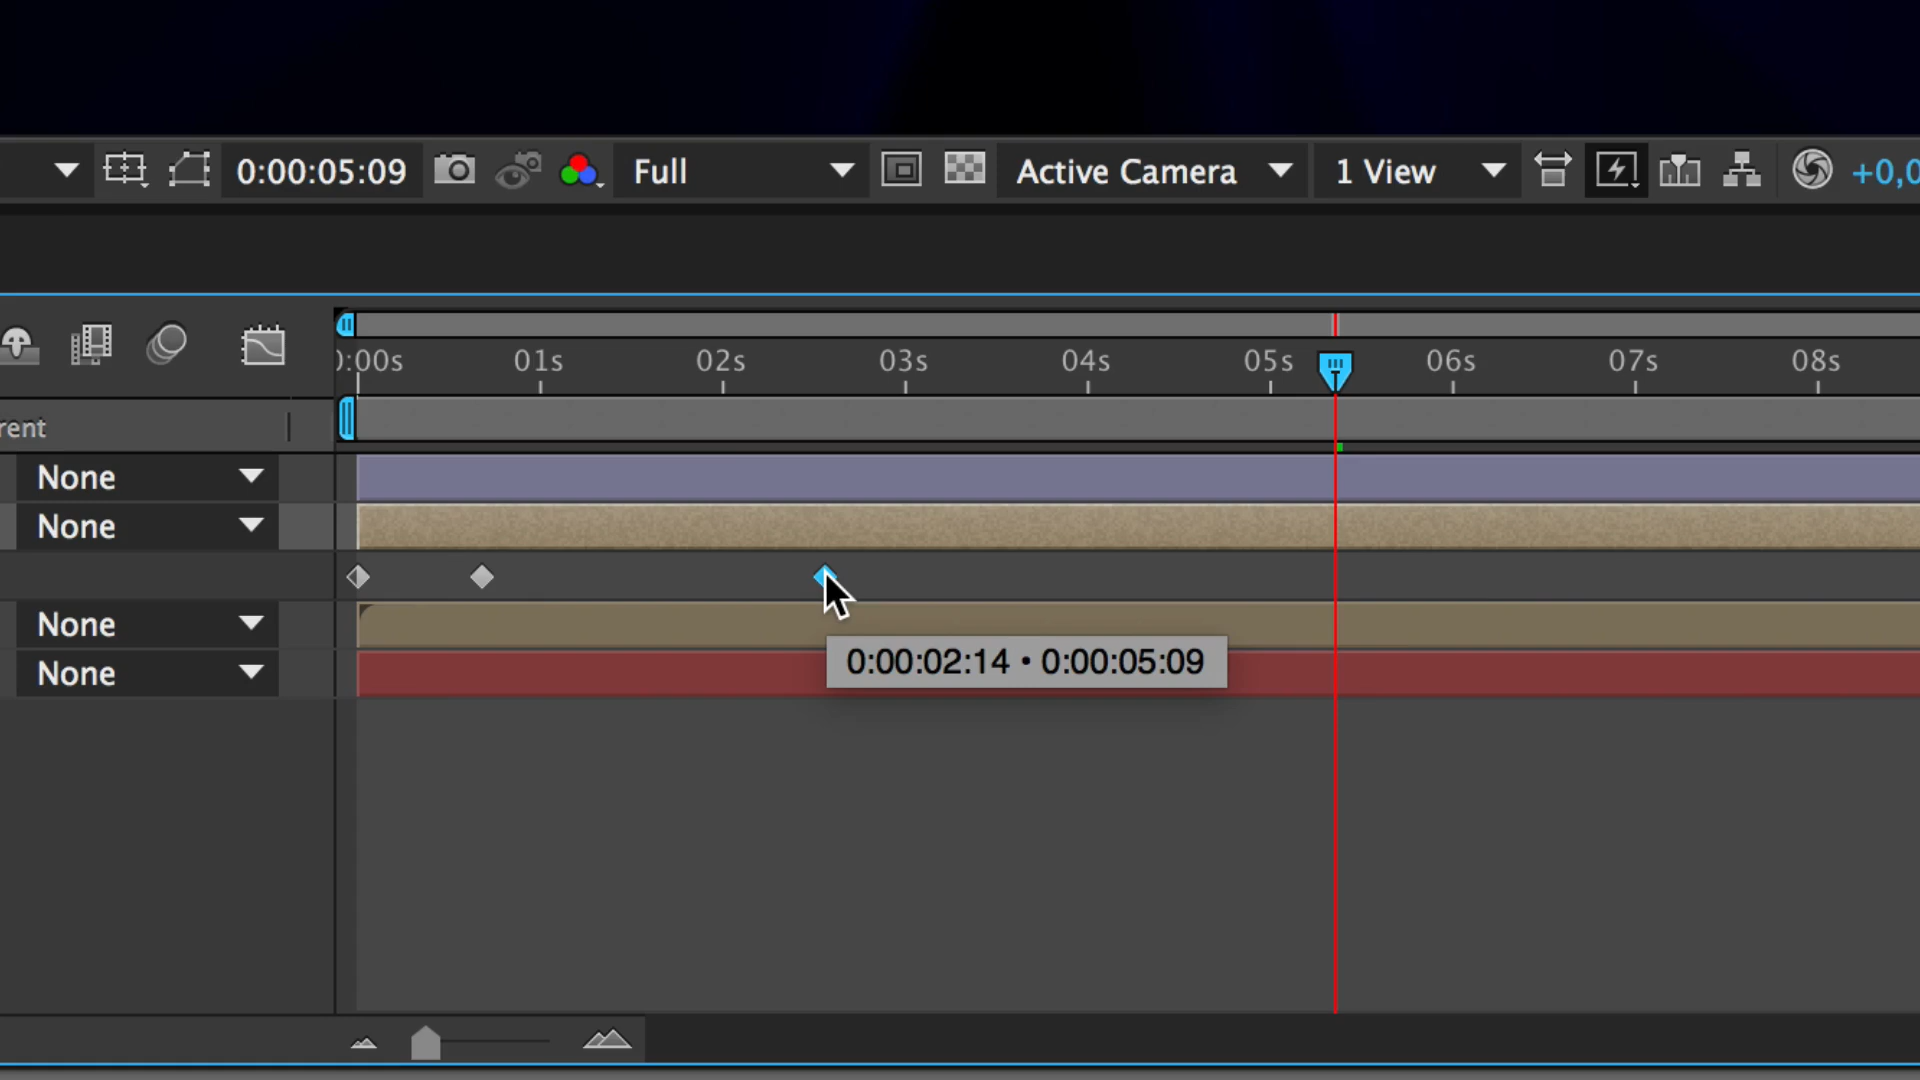 0:00:05:09 Full Active Camera 1 View +0,0
):00s 01s 02s 03s 04s 05s 06s 07s 08s
rent
None
None
None
0:00:02:14 • 0:00:05:09
None